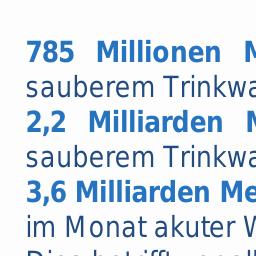 785 Millionen
sauberem Trinkwa
2,2 Milliarden
sauberem Trinkwa
3,6 Milliarden Me
im Monat akuter W